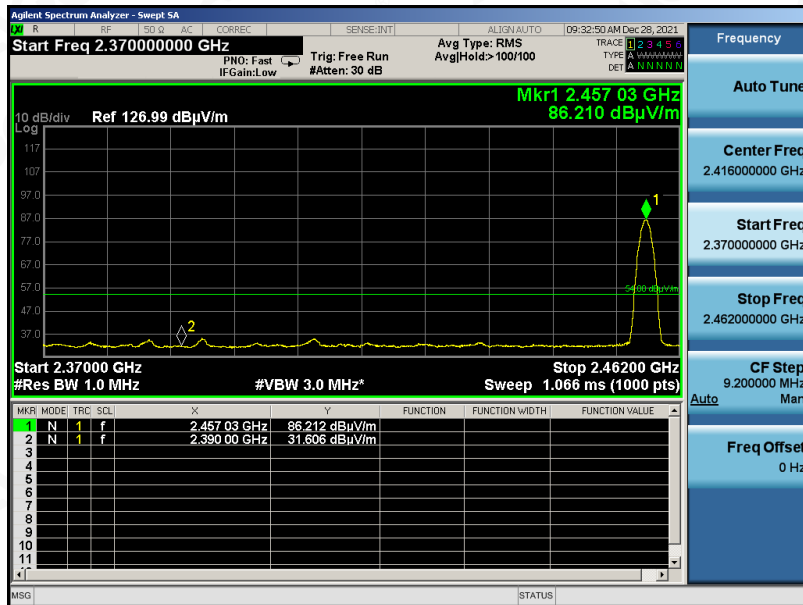 Agilent Spectrum Analyzer - Swept SA
LXI R RF 50 Ω AC CORREC SENSE:INT ALIGN AUTO 09:32:50 AM Dec 28, 2021
Start Freq 2.370000000 GHz
PNO: Fast
IFGain:Low
Trig: Free Run
#Atten: 30 dB
Avg Type: RMS
Avg|Hold:>100/100
TRACE 1 2 3 4 5 6
TYPE A WWWWW
DET A N N N N N
Mkr1 2.457 03 GHz
86.210 dBµV/m
10 dB/div Ref 126.99 dBµV/m
Log
117
107
97.0
87.0
77.0
67.0
57.0
47.0
37.0
1
54.00 dBµV/m
2
Start 2.37000 GHz Stop 2.46200 GHz
#Res BW 1.0 MHz #VBW 3.0 MHz* Sweep 1.066 ms (1000 pts)
MKR MODE TRC SCL X Y FUNCTION FUNCTION WIDTH FUNCTION VALUE
1 N 1 f 2.457 03 GHz 86.212 dBµV/m
2 N 1 f 2.390 00 GHz 31.606 dBµV/m
3
4
5
6
7
8
9
10
11
MSG STATUS
Frequency
Auto Tune
Center Freq
2.416000000 GHz
Start Freq
2.370000000 GHz
Stop Freq
2.462000000 GHz
CF Step
9.200000 MHz
Auto Man
Freq Offset
0 Hz